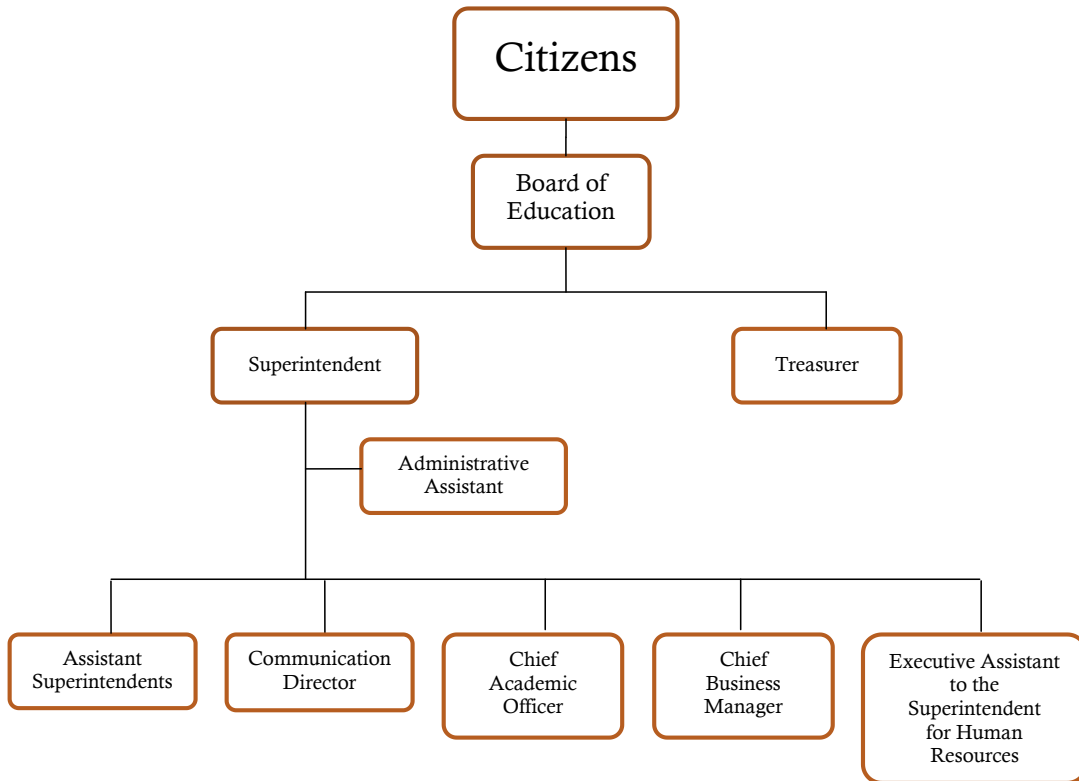 Citizens
Board of
Education
Superintendent
Treasurer
Administrative
Assistant
Assistant
Superintendents
Communication
Director
Chief
Academic
Officer
Chief
Business
Manager
Executive Assistant
to the
Superintendent
for Human
Resources